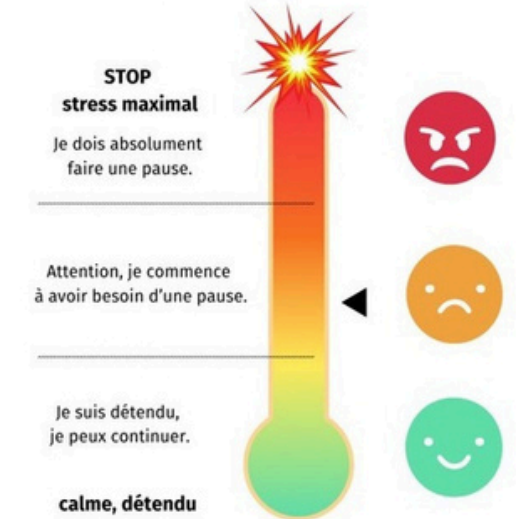 STOP
stress maximal
Je dois absolument
faire une pause.
Attention, je commence
à avoir besoin d'une pause.
Je suis détendu,
je peux continuer.
calme, détendu